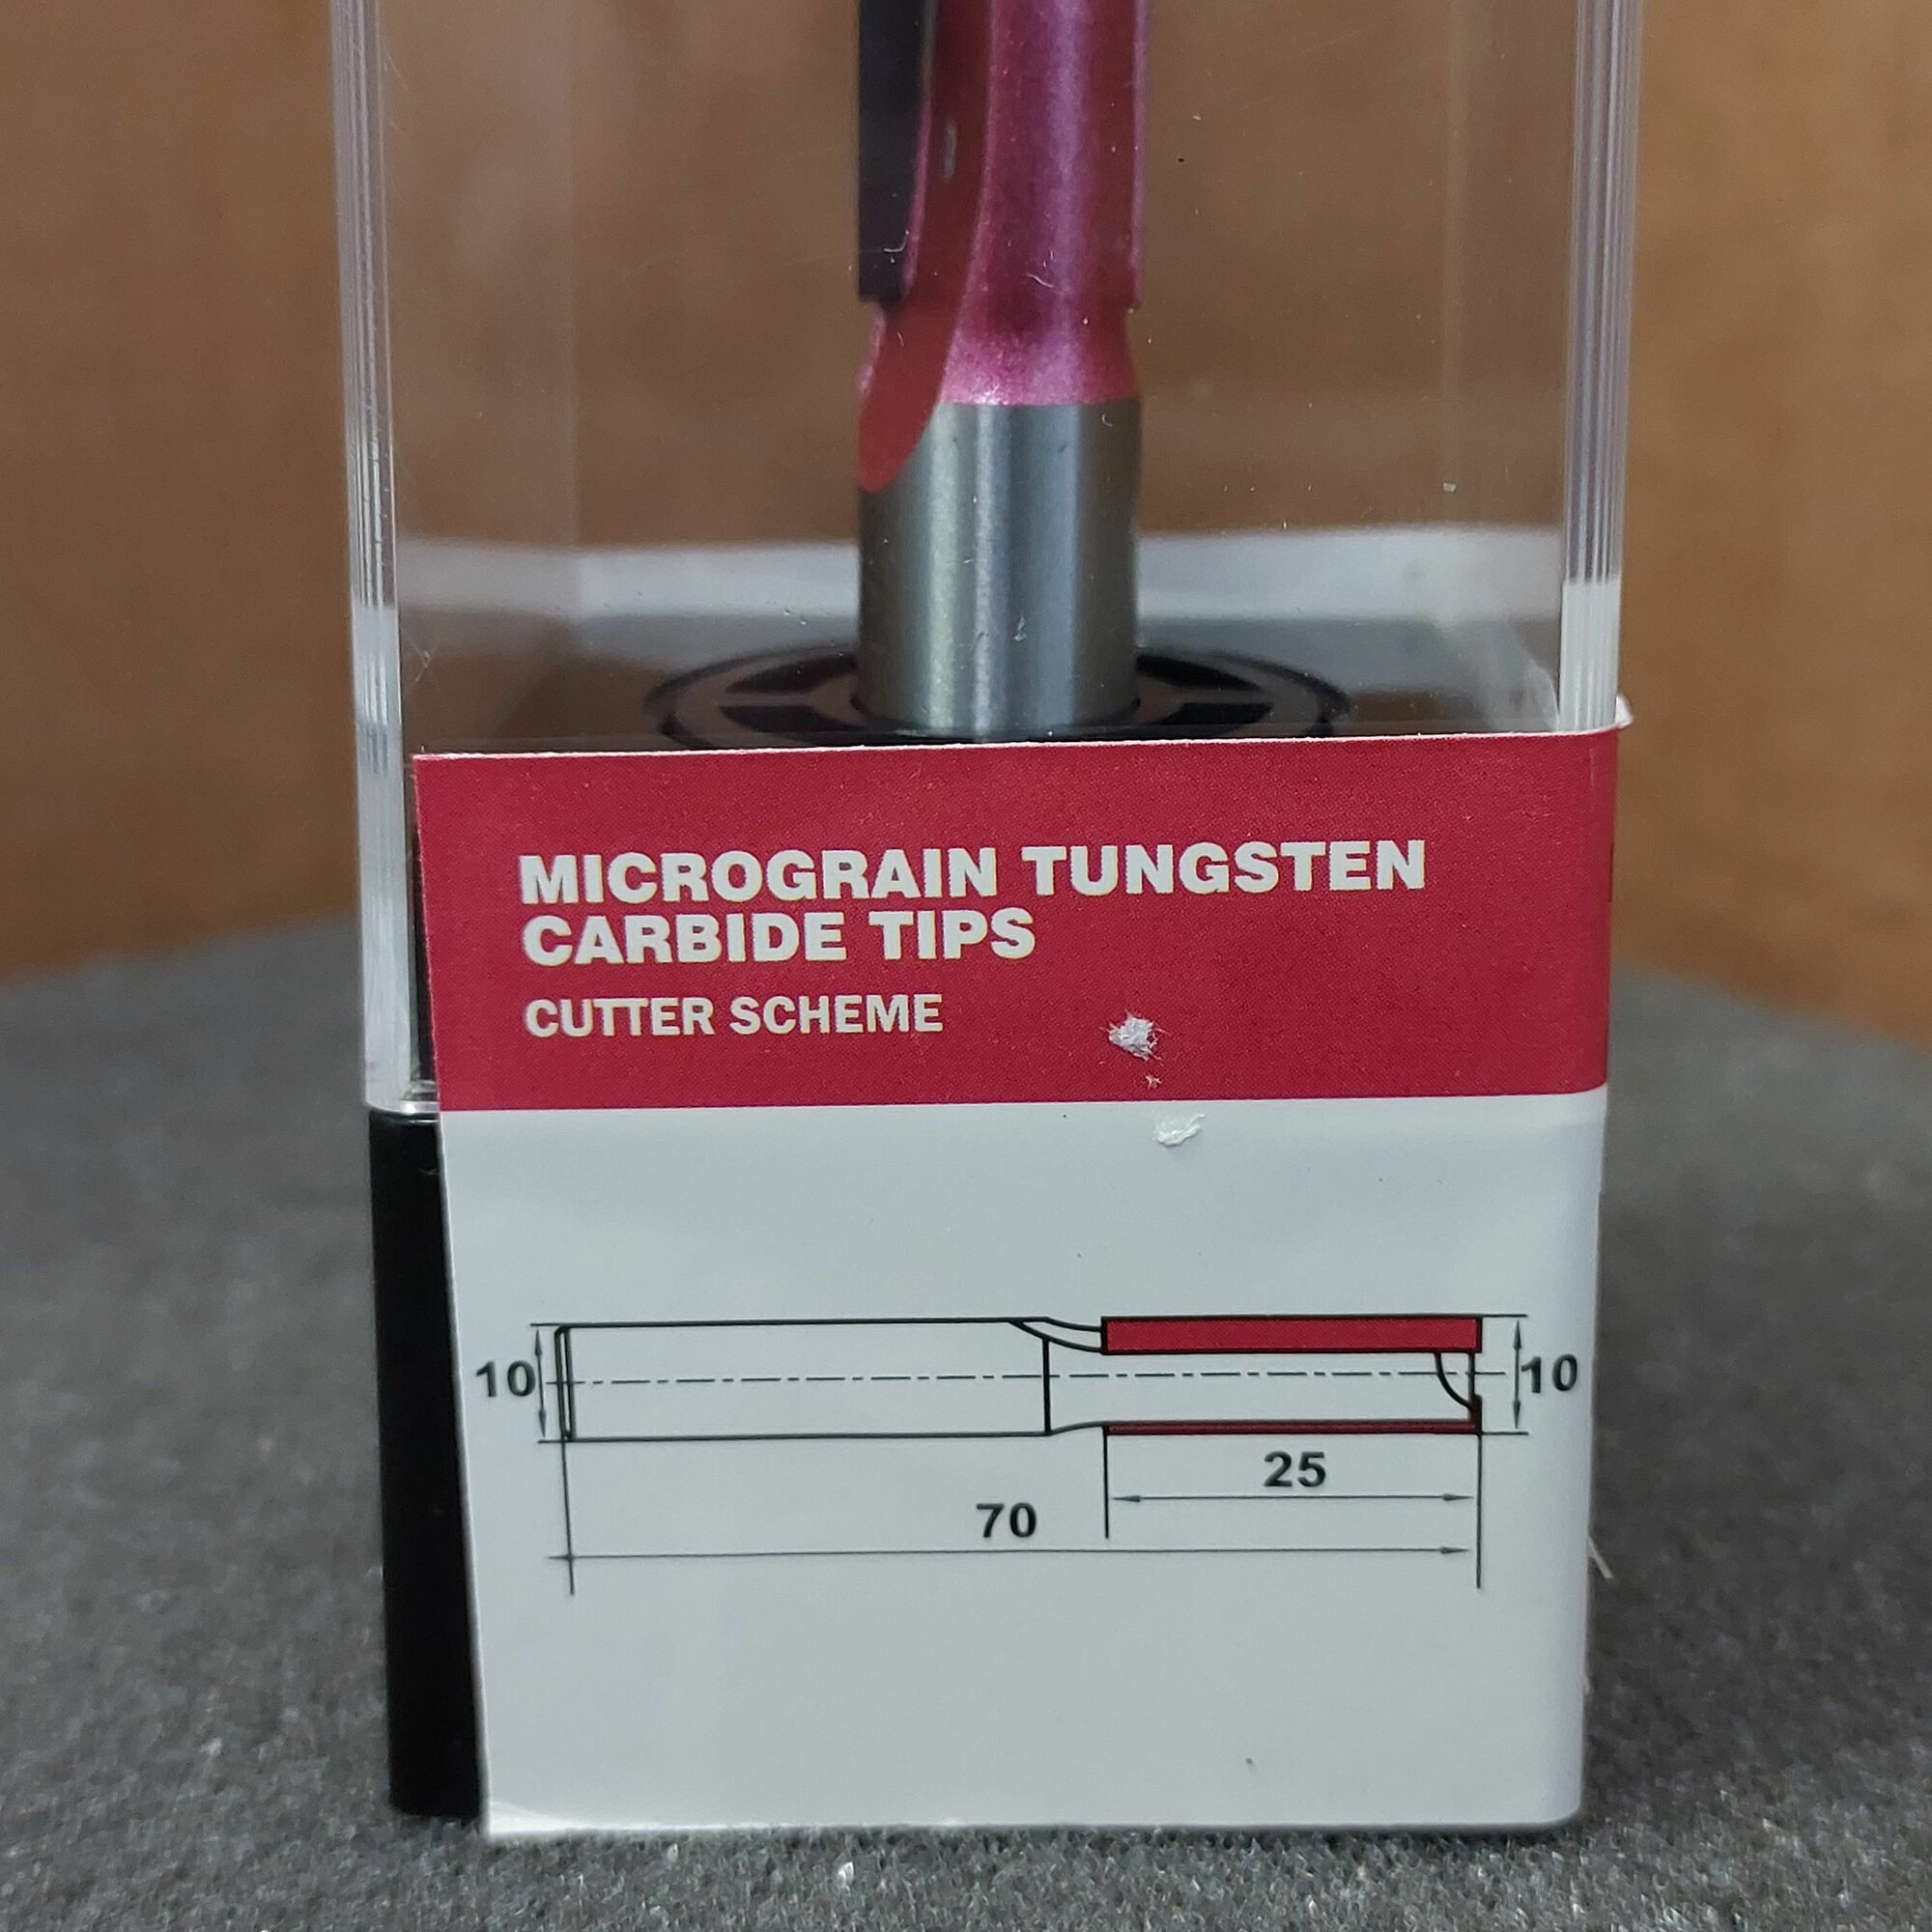 MICROGRAIN TUNGSTEN
CARBIDE TIPS
CUTTER SCHEME
10
10
25
70